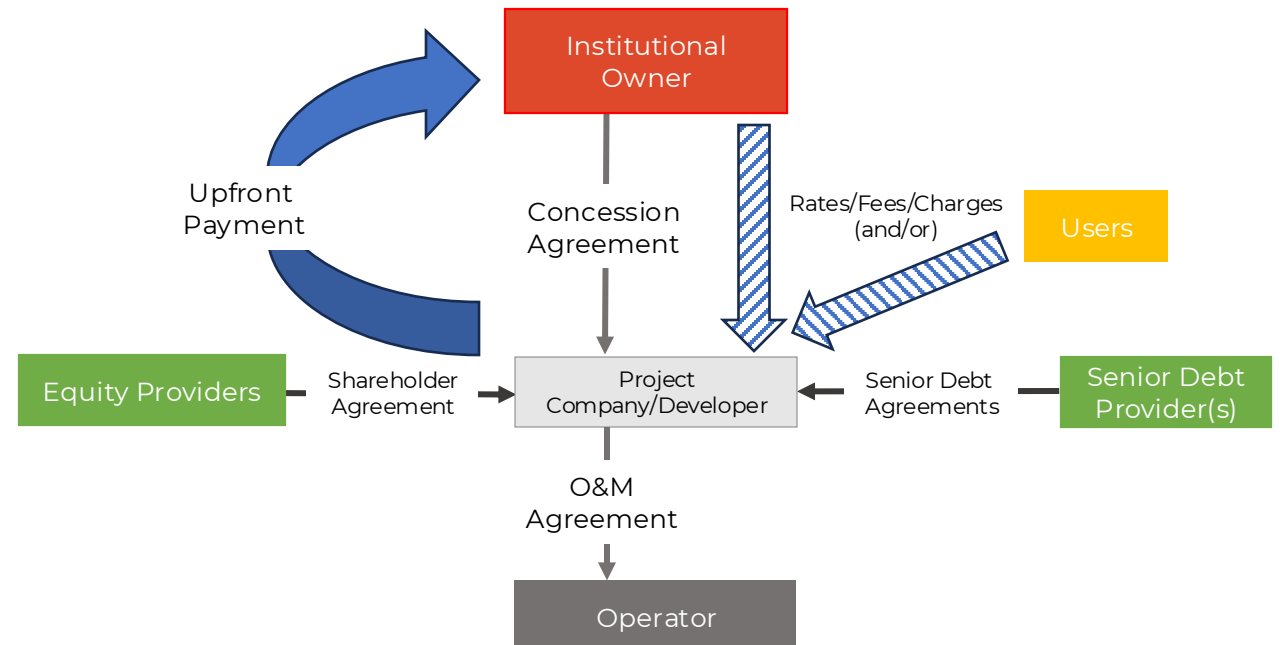 Institutional
Owner
Upfront
Payment
Concession
Agreement
Rates/Fees/Charges
(and/or)
Users
Equity Providers
Shareholder
Agreement
Project
Company/Developer
Senior Debt
Agreements
Senior Debt
Provider(s)
O&M
Agreement
Operator